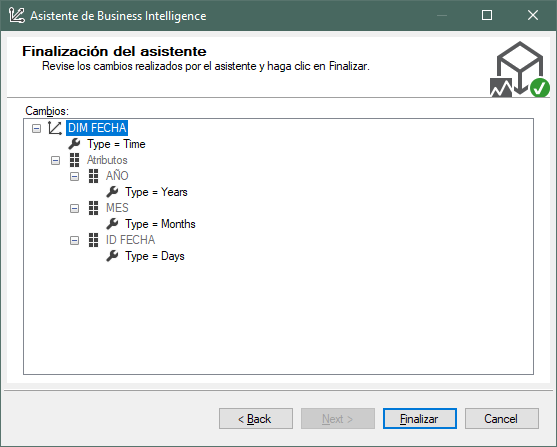 Asistente de Business Intelligence
Finalización del asistente
Revise los cambios realizados por el asistente y haga clic en Finalizar.
Cambios:
DIM FECHA
Type = Time
Atributos
AÑO
Type = Years
MES
Type = Months
ID FECHA
Type = Days
< Back
Next >
Finalizar
Cancel